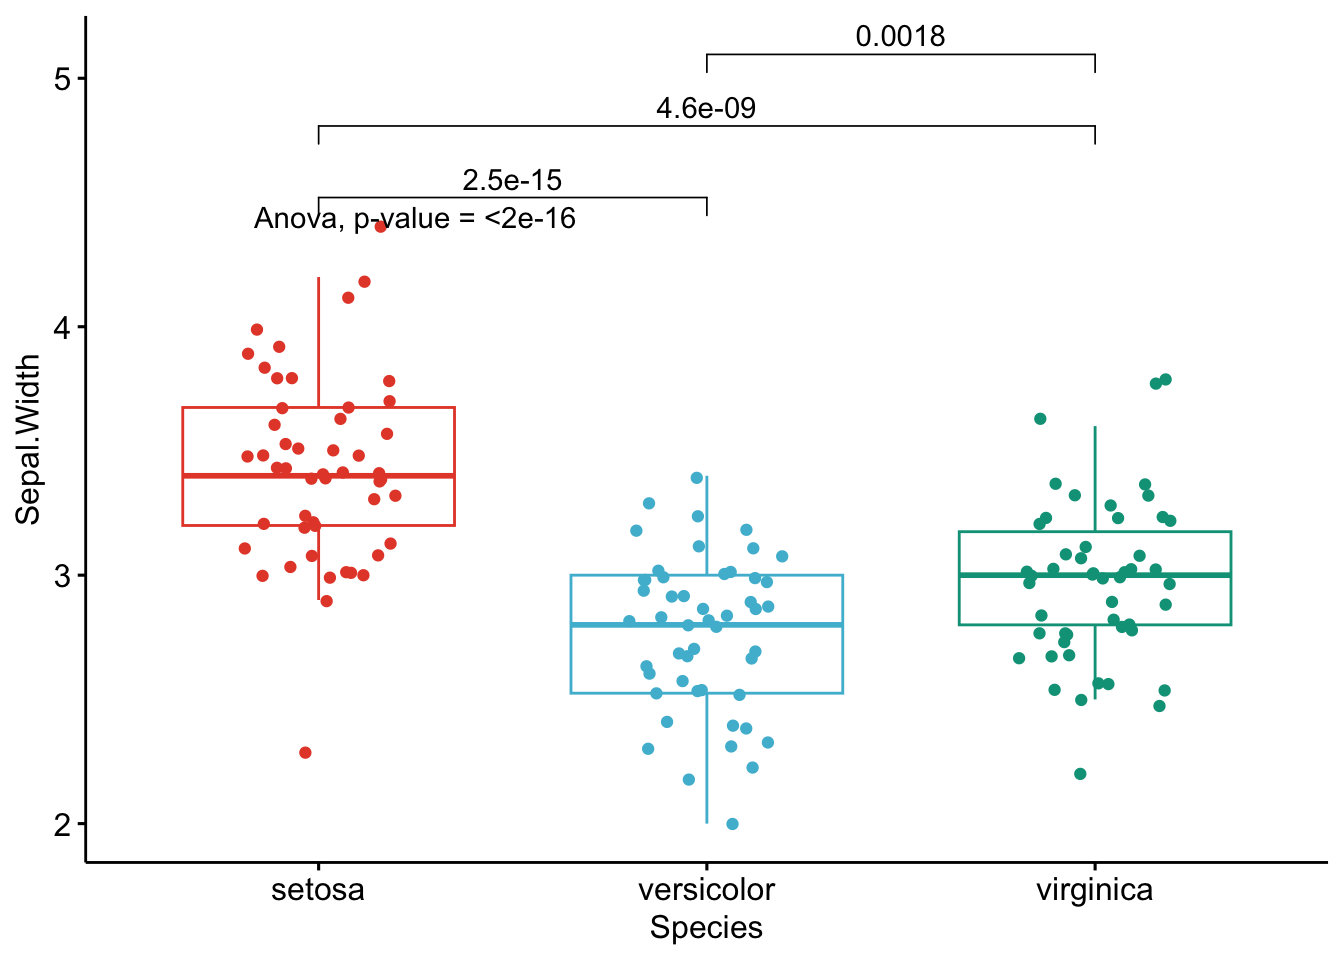 0.0018
5
4.6e-09
2.5e-15
Anova, p-value = <2e-16
4
Sepal.Width
3
2
setosa versicolor virginica
Species